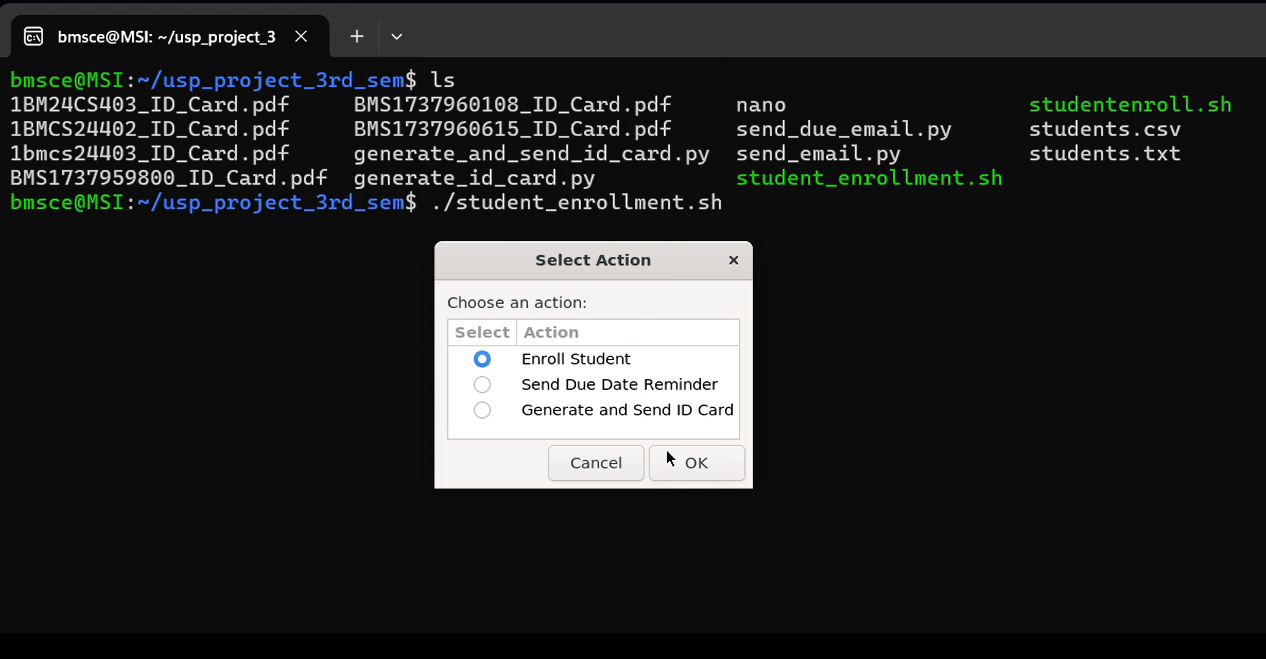 bmsce@MSI: ~/usp_project_3
bmsce@MSI:~/usp_project_3rd_sem$ ls
1BM24CS403_ID_Card.pdf BMS1737960108_ID_Card.pdf nano studentenroll.sh
1BMCS24402_ID_Card.pdf BMS1737960615_ID_Card.pdf send_due_email.py students.csv
1bmcs24403_ID_Card.pdf generate_and_send_id_card.py send_email.py students.txt
BMS1737959800_ID_Card.pdf generate_id_card.py student_enrollment.sh
bmsce@MSI:~/usp_project_3rd_sem$ ./student_enrollment.sh
Select Action
Choose an action:
Select Action
Enroll Student
Send Due Date Reminder
Generate and Send ID Card
Cancel OK